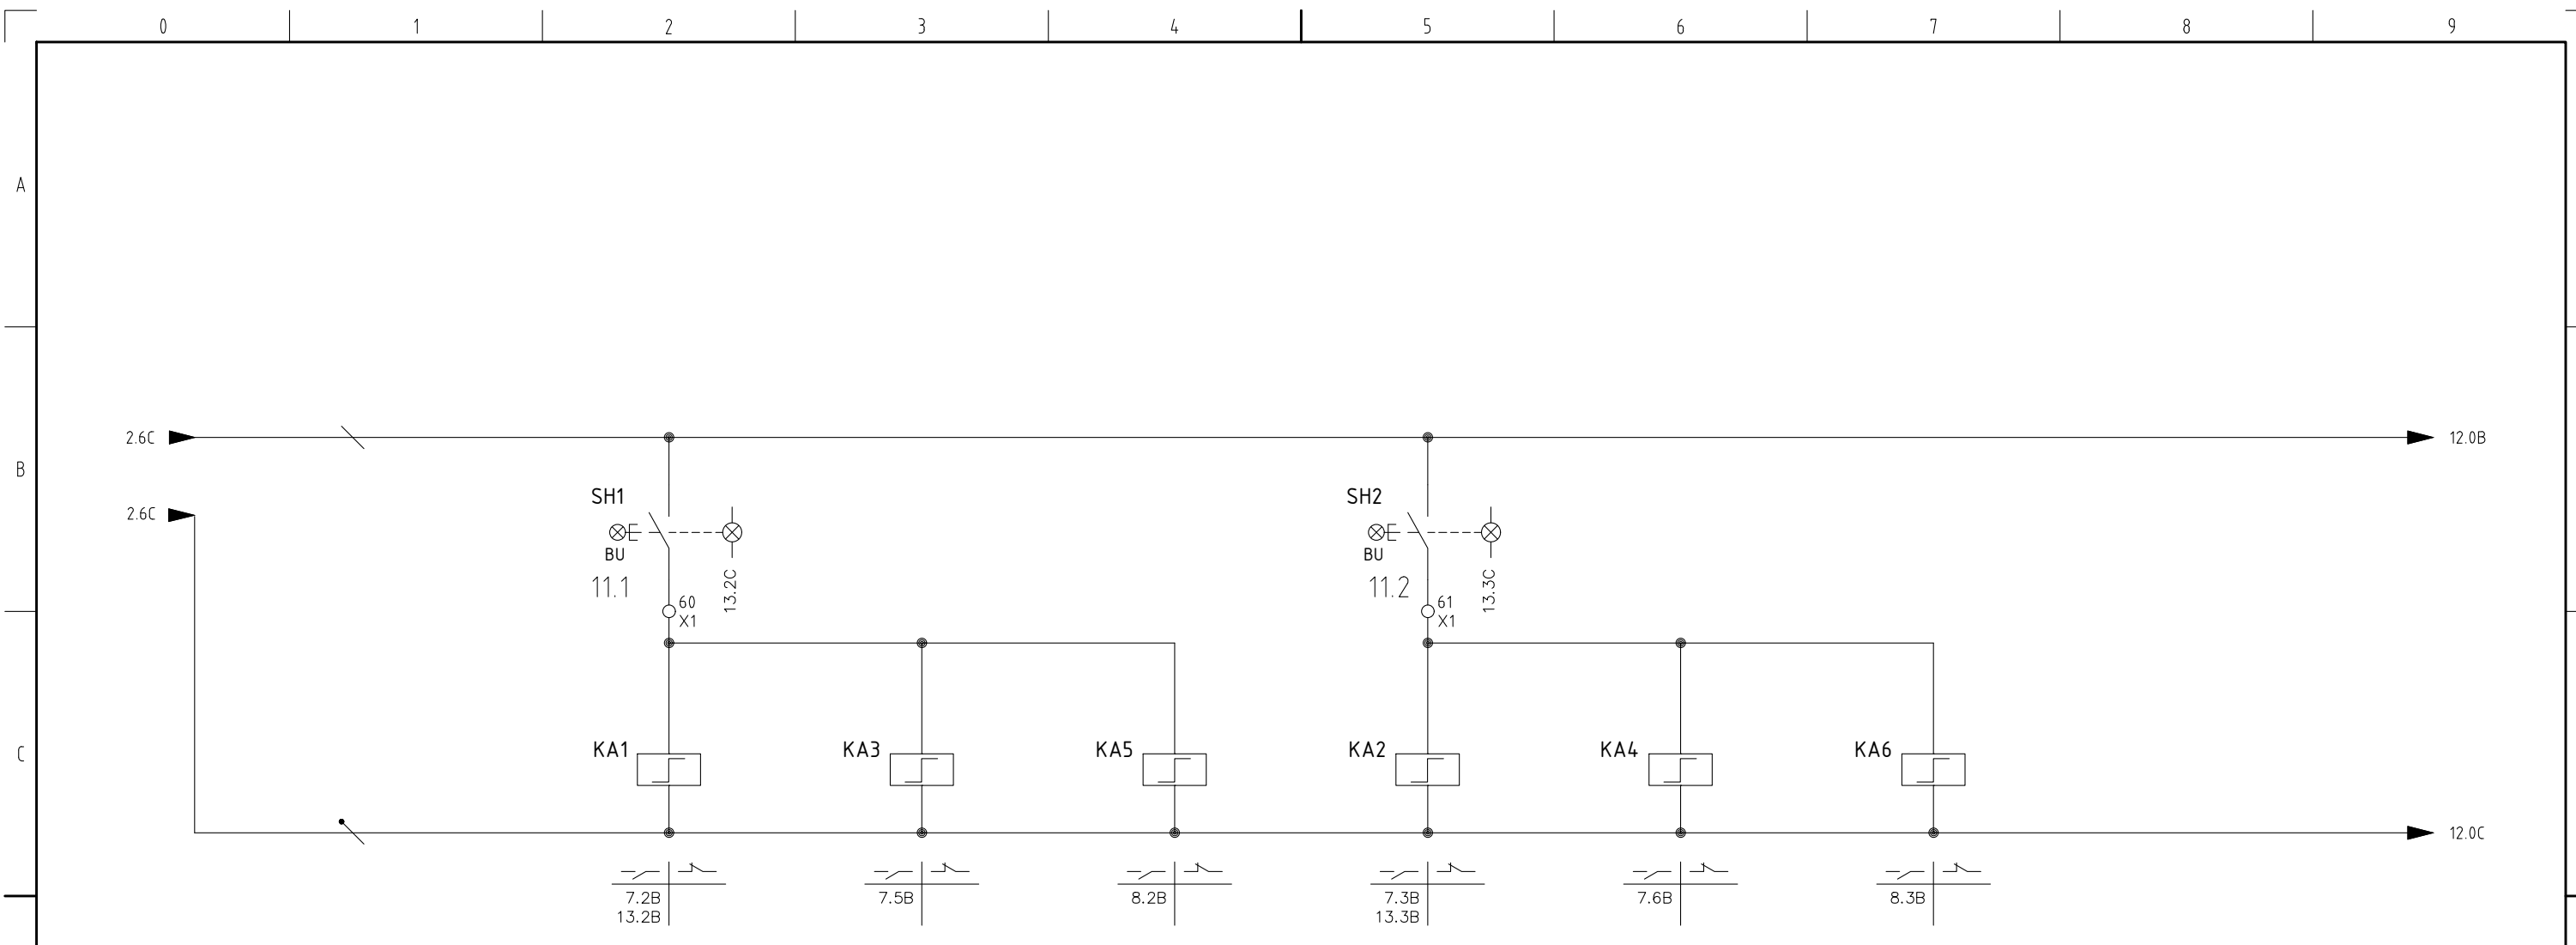 0 1 2 3 4 5 6 7 8 9
A
2.6C 12.0B
B
SH1 SH2
2.6C
BU BU
11.1 13.2C 11.2 13.3C
60 61
X1 X1
C
KA1 KA3 KA5 KA2 KA4 KA6
12.0C
7.2B 7.5B 8.2B 7.3B 7.6B 8.3B
13.2B 13.3B